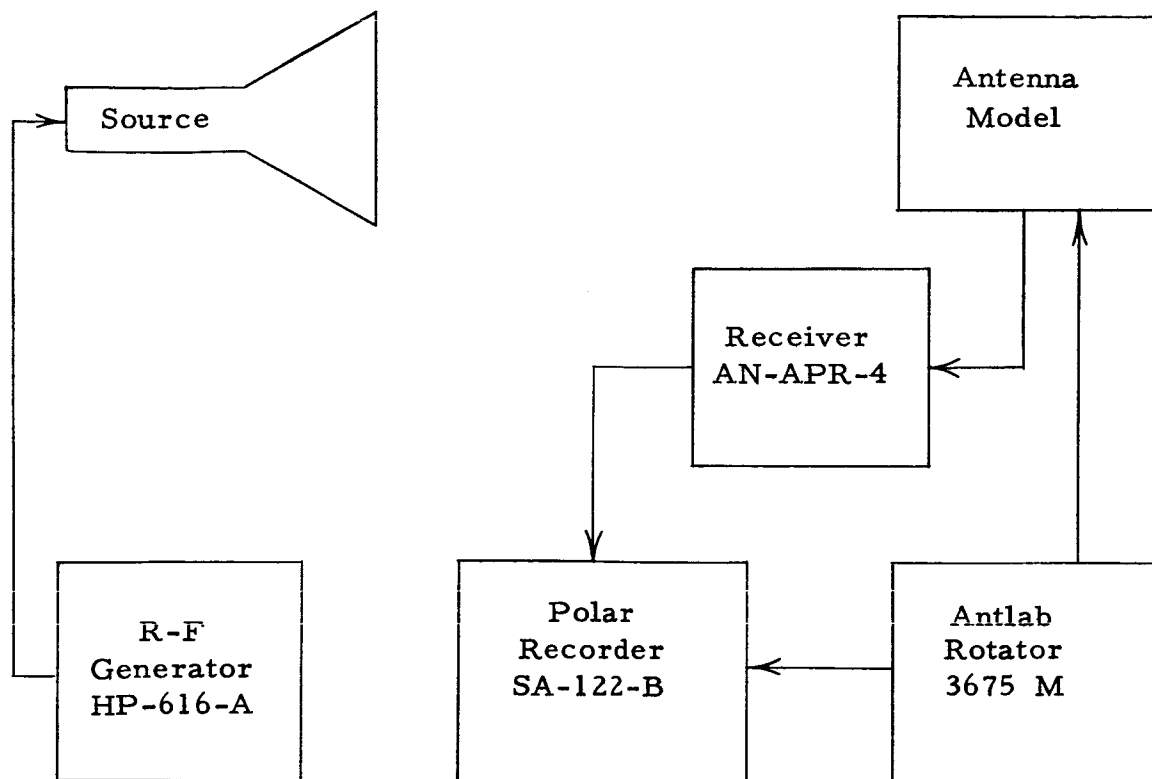 Source
Antenna
Model
Receiver
AN-APR-4
R-F
Generator
HP-616-A
Polar
Recorder
SA-122-B
Antlab
Rotator
3675 M